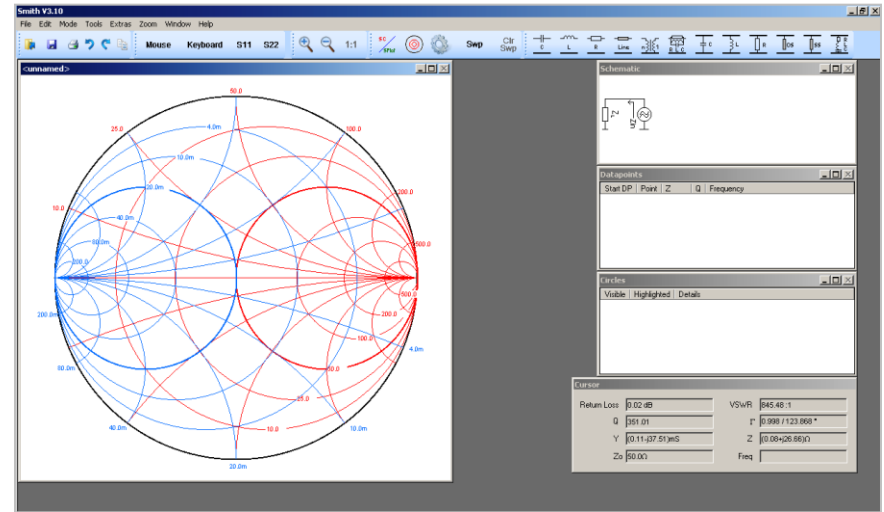 Smith V3.10
File Edit Mode Tools Extras Zoom Window Help
Mouse Keyboard S11 S22 1:1 Swp Clr Swp C L R Line C L R
<unnamed>
50.0
25.0 4.0m 100.0
10.0m
20.0m 200.0
10.0 40.0m
80.0m 500.0
200.0
500.0
200.0m 200.0
100.0 4.0m
50.0
25.0
40.0m 10.0 10.0m
20.0m
Schematic
Datapoints
Start DP Point Z Q Frequency
Circles
Visible Highlighted Details
Cursor
Return Loss 0.02 dB VSWR 845.48 :1
Q 351.01 Γ 0.998 / 123.868 °
Y (0.11-j37.51)mS Z (0.08+j26.66)Ω
Zo 50.0Ω Freq